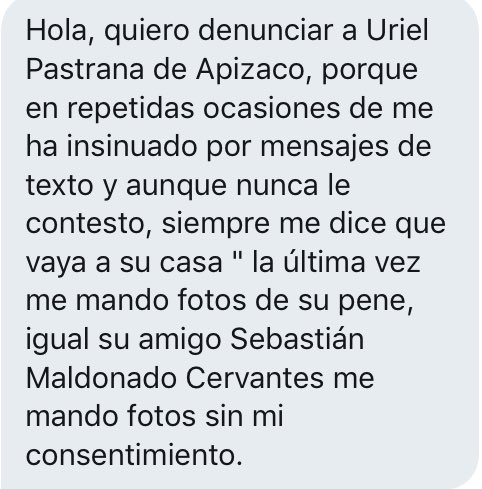 Hola, quiero denunciar a Uriel
Pastrana de Apizaco, porque
en repetidas ocasiones de me
ha insinuado por mensajes de
texto y aunque nunca le
contesto, siempre me dice que
vaya a su casa " la última vez
me mando fotos de su pene,
igual su amigo Sebastián
Maldonado Cervantes me
mando fotos sin mi
consentimiento.